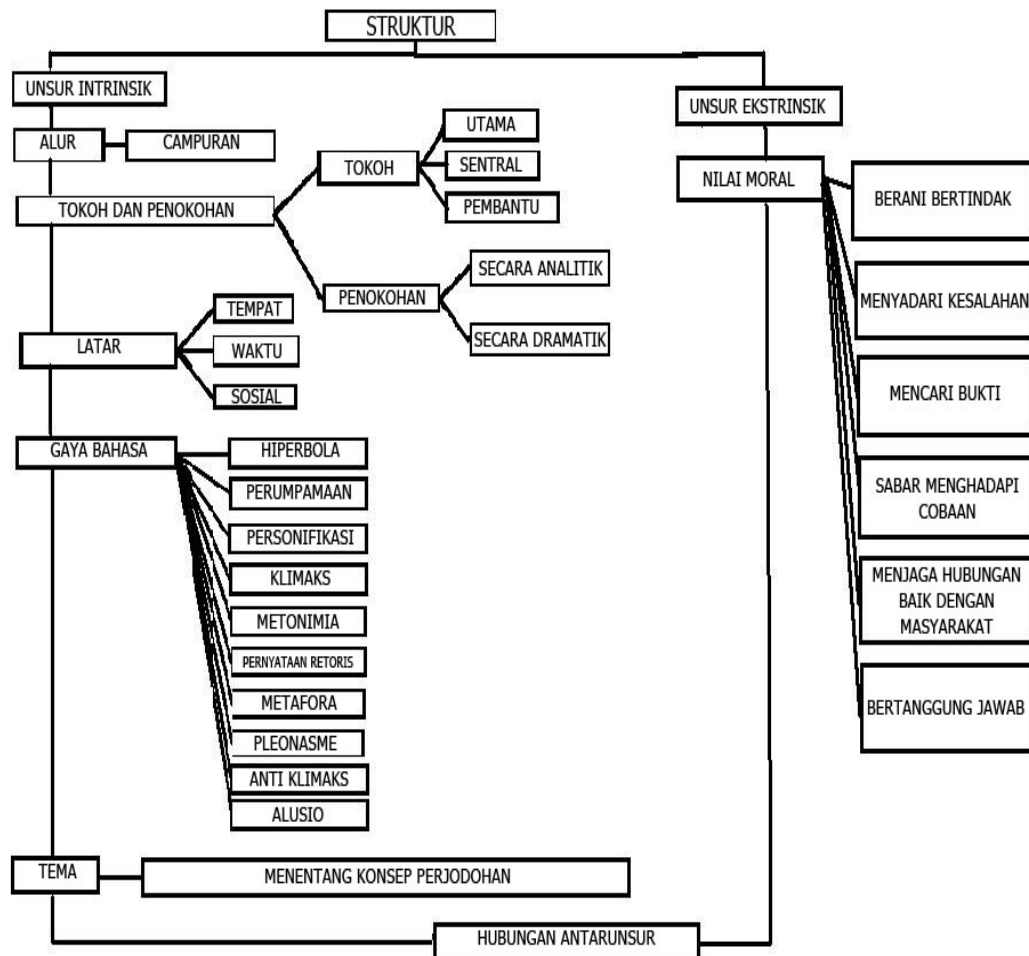 STRUKTUR
UNSUR INTRINSIK
ALUR
CAMPURAN
TOKOH DAN PENOKOHAN
TOKOH
UTAMA
SENTRAL
PEMBANTU
PENOKOHAN
SECARA ANALITIK
SECARA DRAMATIK
LATAR
TEMPAT
WAKTU
SOSIAL
GAYA BAHASA
HIPERBOLA
PERUMPAMAAN
PERSONIFIKASI
KLIMAKS
METONIMIA
PERNYATAAN RETORIS
METAFORA
PLEONASME
ANTI KLIMAKS
ALUSIO
TEMA
MENENTANG KONSEP PERJODOHAN
UNSUR EKSTRINSIK
NILAI MORAL
BERANI BERTINDAK
MENYADARI KESALAHAN
MENCARI BUKTI
SABAR MENGHADAPI
COBAAN
MENJAGA HUBUNGAN
BAIK DENGAN
MASYARAKAT
BERTANGGUNG JAWAB
HUBUNGAN ANTARUNSUR